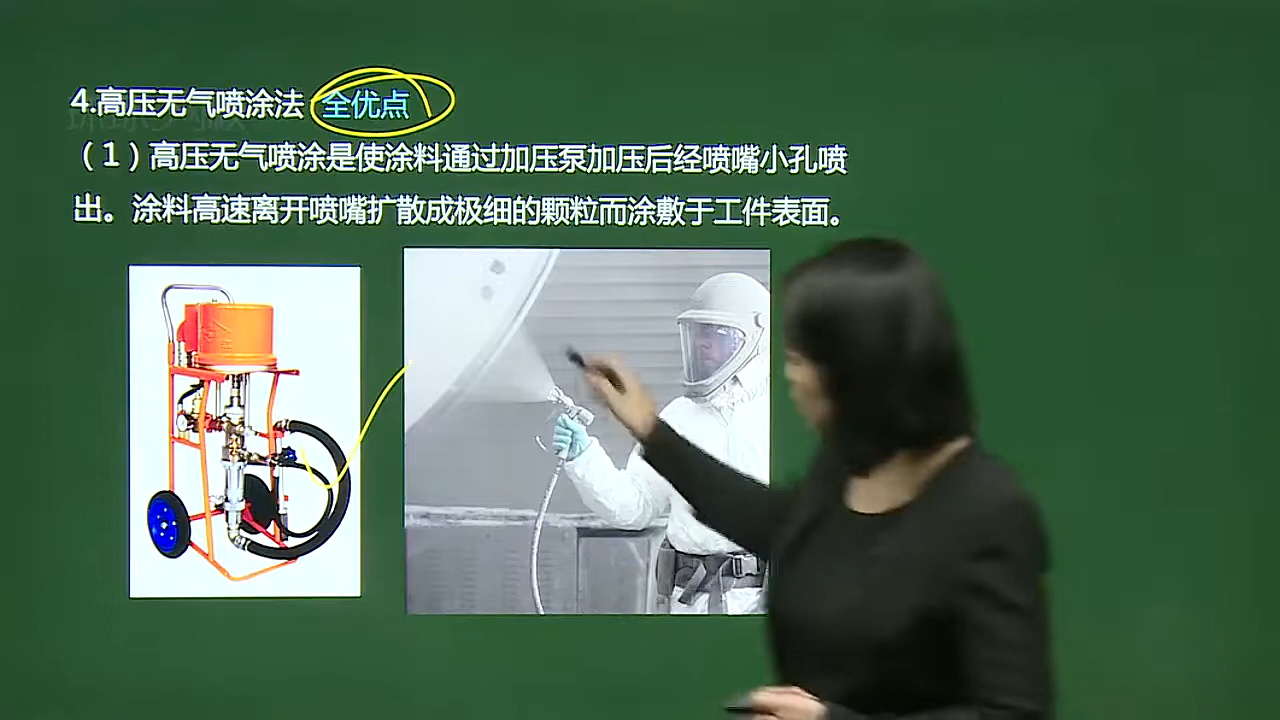 4.高压无气喷涂法 全优点
（1）高压无气喷涂是使涂料通过加压泵加压后经喷嘴小孔喷
出。涂料高速离开喷嘴扩散成极细的颗粒而涂敷于工件表面。